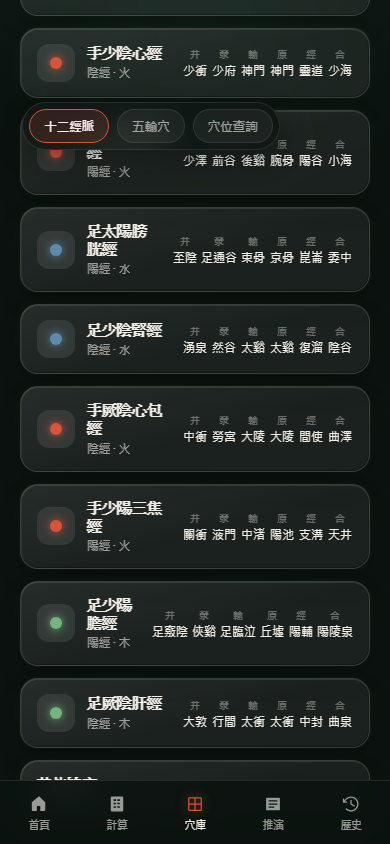 手少陰心經
陰經 · 火
井 滎 輸 原 經 合
少衝 少府 神門 神門 靈道 少海
十二經脈 五輸穴 穴位查詢
經
陽經 · 火
原 經 合
少澤 前谷 後谿 腕骨 陽谷 小海
足太陽膀
胱經
陽經 · 水
井 滎 輸 原 經 合
至陰 足通谷 束骨 京骨 崑崙 委中
足少陰腎經
陰經 · 水
井 滎 輸 原 經 合
湧泉 然谷 太谿 太谿 復溜 陰谷
手厥陰心包
經
陰經 · 火
井 滎 輸 原 經 合
中衝 勞宮 大陵 大陵 間使 曲澤
手少陽三焦
經
陽經 · 火
井 滎 輸 原 經 合
關衝 液門 中渚 陽池 支溝 天井
足少陽
膽經
陽經 · 木
井 滎 輸 原 經 合
足竅陰 俠谿 足臨泣 丘墟 陽輔 陽陵泉
足厥陰肝經
陰經 · 木
井 滎 輸 原 經 合
大敦 行間 太衝 太衝 中封 曲泉
首頁 計算 穴庫 推演 歷史